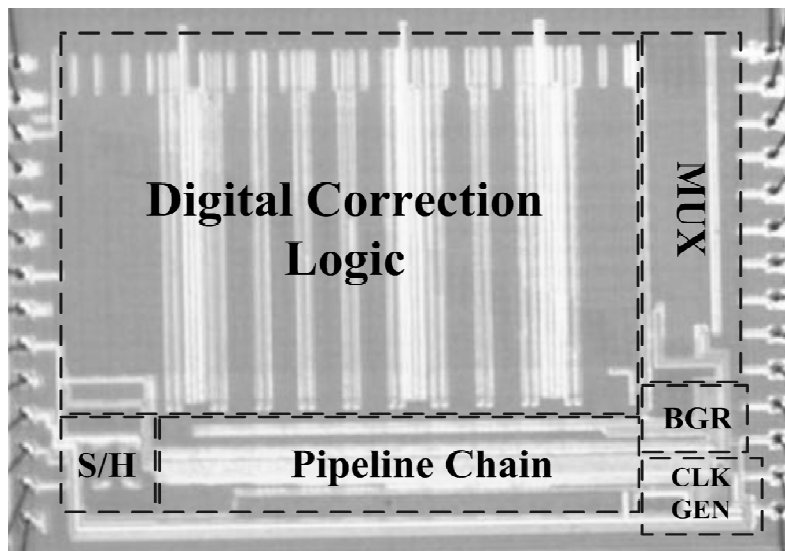 Digital Correction
Logic
MUX
BGR
S/H
Pipeline Chain
CLK
GEN